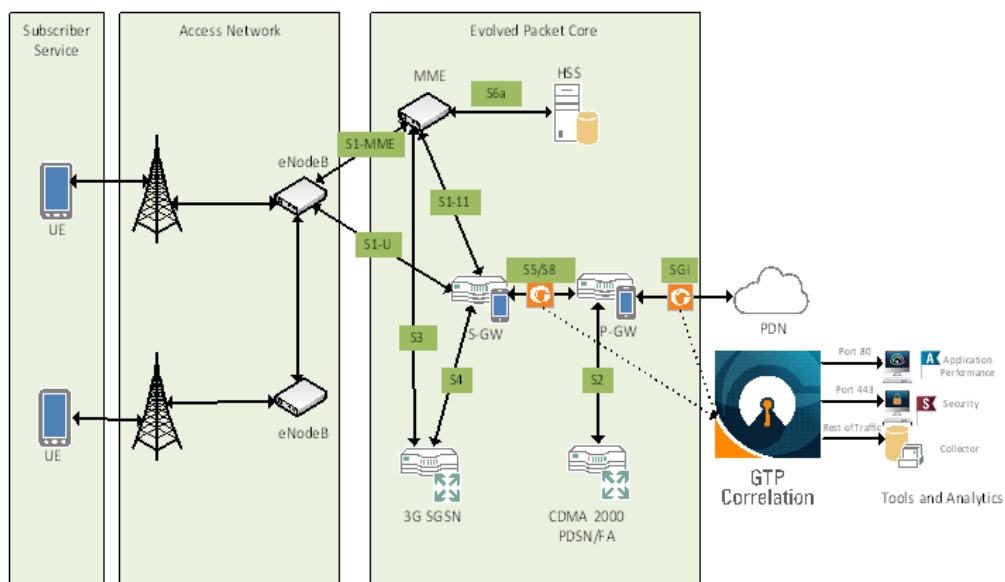 Subscriber
Service
Access Network
Evolved Packet Core
MME
HSS
S6a
S1-MME
eNodeB
S1-11
UE
S1-U
S5/S8
SGi
S-GW
P-GW
PDN
S3
S4
S2
Port 80
A
Application
Performance
Port 443
S
Security
Rest of Traffic
Collector
UE
eNodeB
GTP
Correlation
Tools and Analytics
3G SGSN
CDMA 2000
PDSN/FA